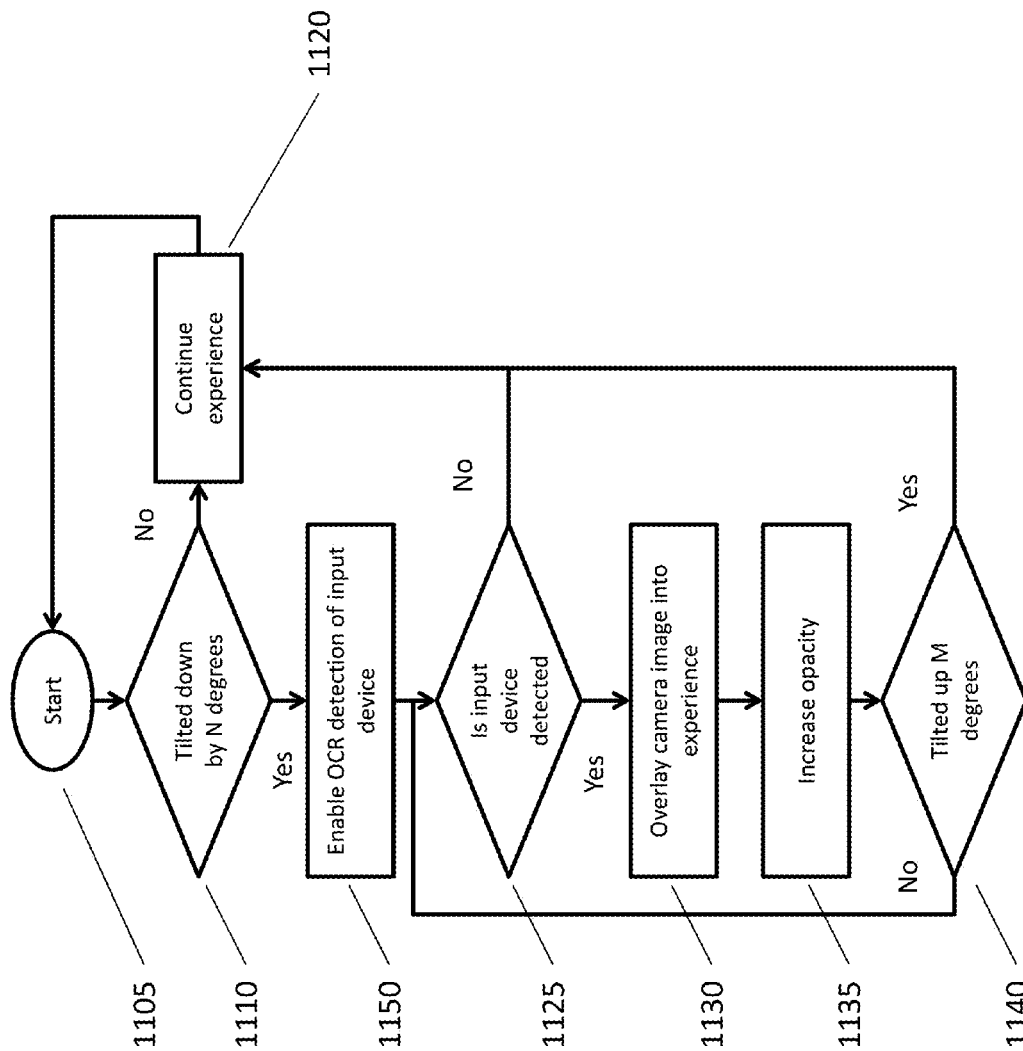 Start
1105
Tilted down
by N degrees
1110
No
Continue
experience
1120
Yes
Enable OCR detection of input
device
1150
Is input
device
detected
1125
No
Yes
Overlay camera image into
experience
1130
Increase opacity
1135
Tilted up M
degrees
1140
No
Yes